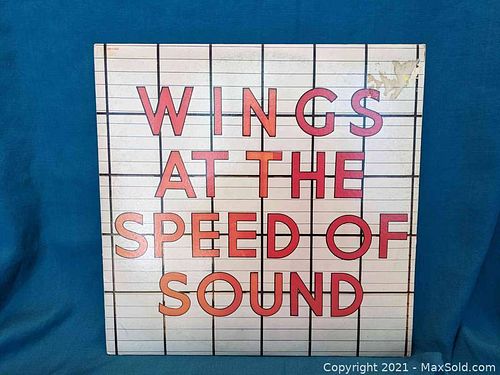 WINGS
AT THE
SPEED OF
SOUND
Copyright 2021 - MaxSold.com